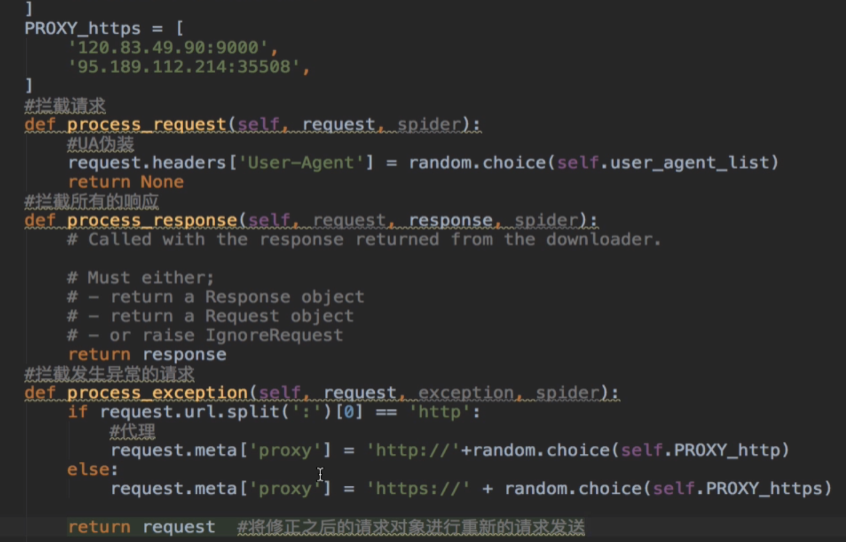 ]
PROXY_https = [
    '120.83.49.90:9000',
    '95.189.112.214:35508',
]
#拦截请求
def process_request(self, request, spider):
    #UA伪装
    request.headers['User-Agent'] = random.choice(self.user_agent_list)
    return None
#拦截所有的响应
def process_response(self, request, response, spider):
    # Called with the response returned from the downloader.
    # Must either;
    # - return a Response object
    # - return a Request object
    # - or raise IgnoreRequest
    return response
#拦截发生异常的请求
def process_exception(self, request, exception, spider):
    if request.url.split(':')[0] == 'http':
        #代理
        request.meta['proxy'] = 'http://'+random.choice(self.PROXY_http)
    else:
        request.meta['proxy'] = 'https://' + random.choice(self.PROXY_https)
    return request  #将修正之后的请求对象进行重新的请求发送